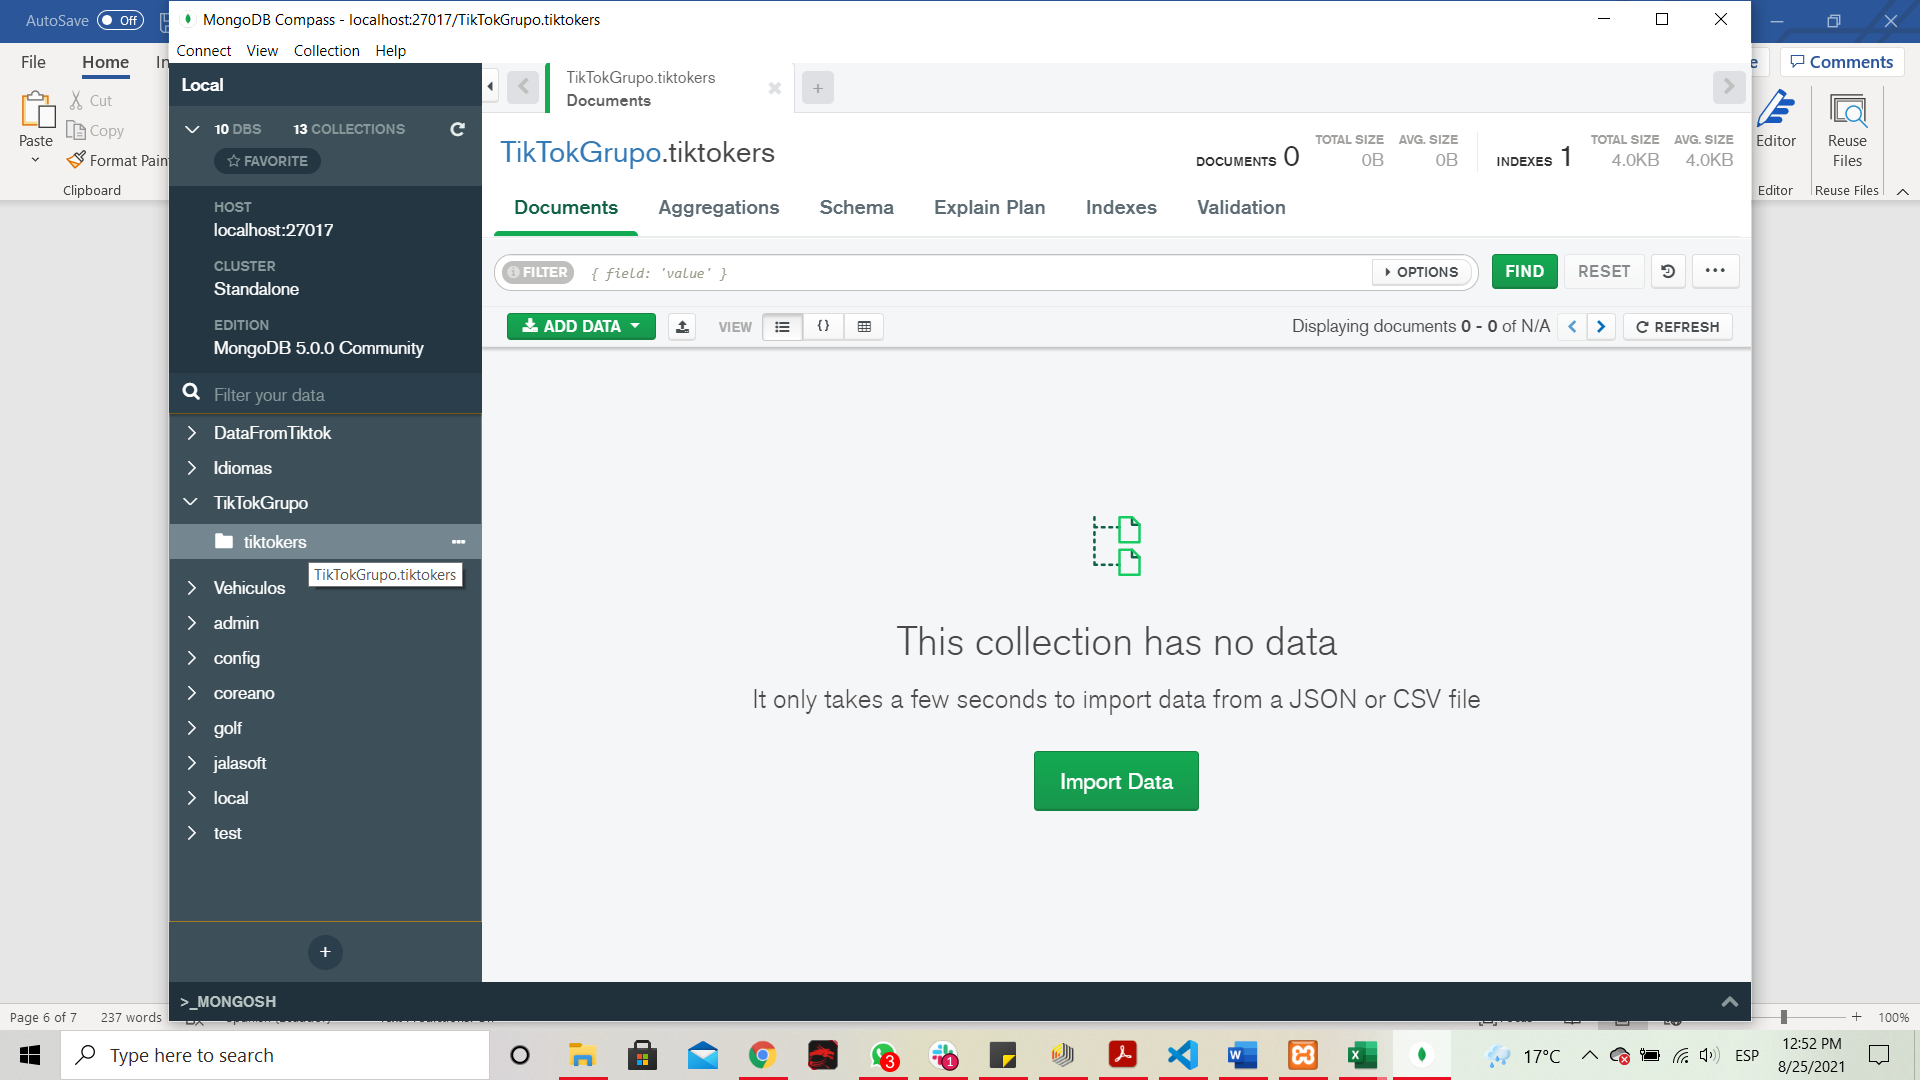 AutoSave Off
MongoDB Compass - localhost:27017/TikTokGrupo.tiktokers
Connect View Collection Help
File Home
Comments
Cut
Copy
Paste
Format Pain
Clipboard
Editor
Reuse
Files
Editor
Reuse Files
Local
10 DBS 13 COLLECTIONS
FAVORITE
HOST
localhost:27017
CLUSTER
Standalone
EDITION
MongoDB 5.0.0 Community
Filter your data
DataFromTiktok
Idiomas
TikTokGrupo
tiktokers
TikTokGrupo.tiktokers
Vehiculos
admin
config
coreano
golf
jalasoft
local
test
+
TikTokGrupo.tiktokers
Documents
+
TikTokGrupo.tiktokers
DOCUMENTS 0
TOTAL SIZE
0B
AVG. SIZE
0B
INDEXES 1
TOTAL SIZE
4.0KB
AVG. SIZE
4.0KB
Documents Aggregations Schema Explain Plan Indexes Validation
FILTER { field: 'value' } OPTIONS FIND RESET ...
ADD DATA VIEW {} Displaying documents 0 - 0 of N/A REFRESH
This collection has no data
It only takes a few seconds to import data from a JSON or CSV file
Import Data
>_MONGOSH
Page 6 of 7 237 words 100%
Type here to search
3
1
17°C ESP
12:52 PM
8/25/2021